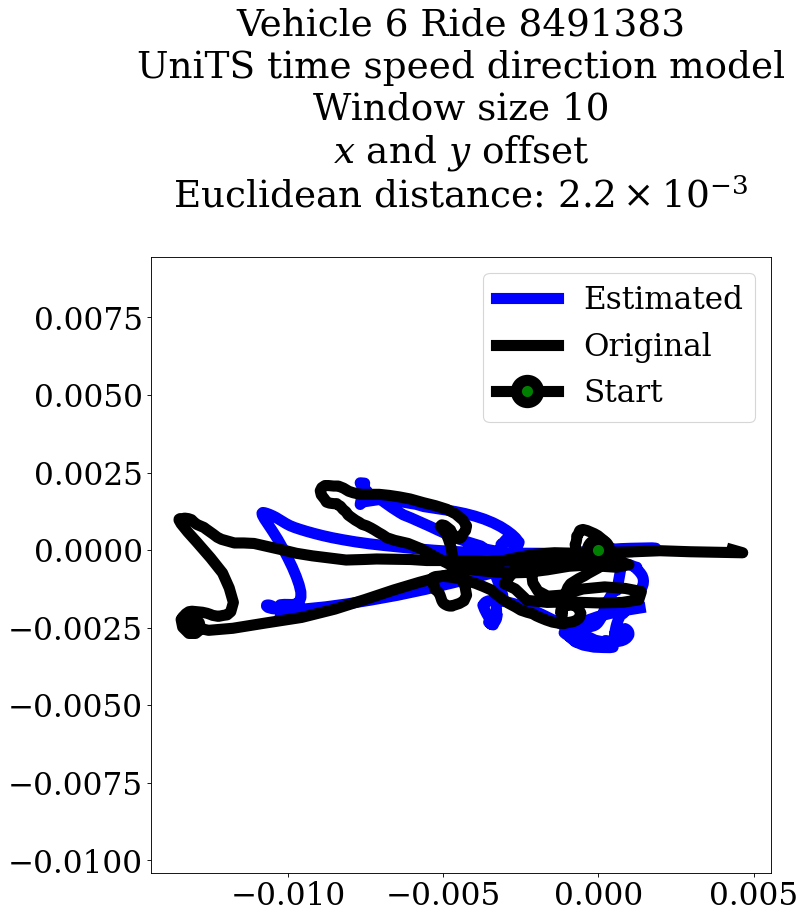 Vehicle 6 Ride 8491383
UniTS time speed direction model
Window size 10
x and y offset
Euclidean distance: 2.2 × 10⁻³
Estimated
Original
Start
0.0075
0.0050
0.0025
0.0000
−0.0025
−0.0050
−0.0075
−0.0100
−0.010 −0.005 0.000 0.005